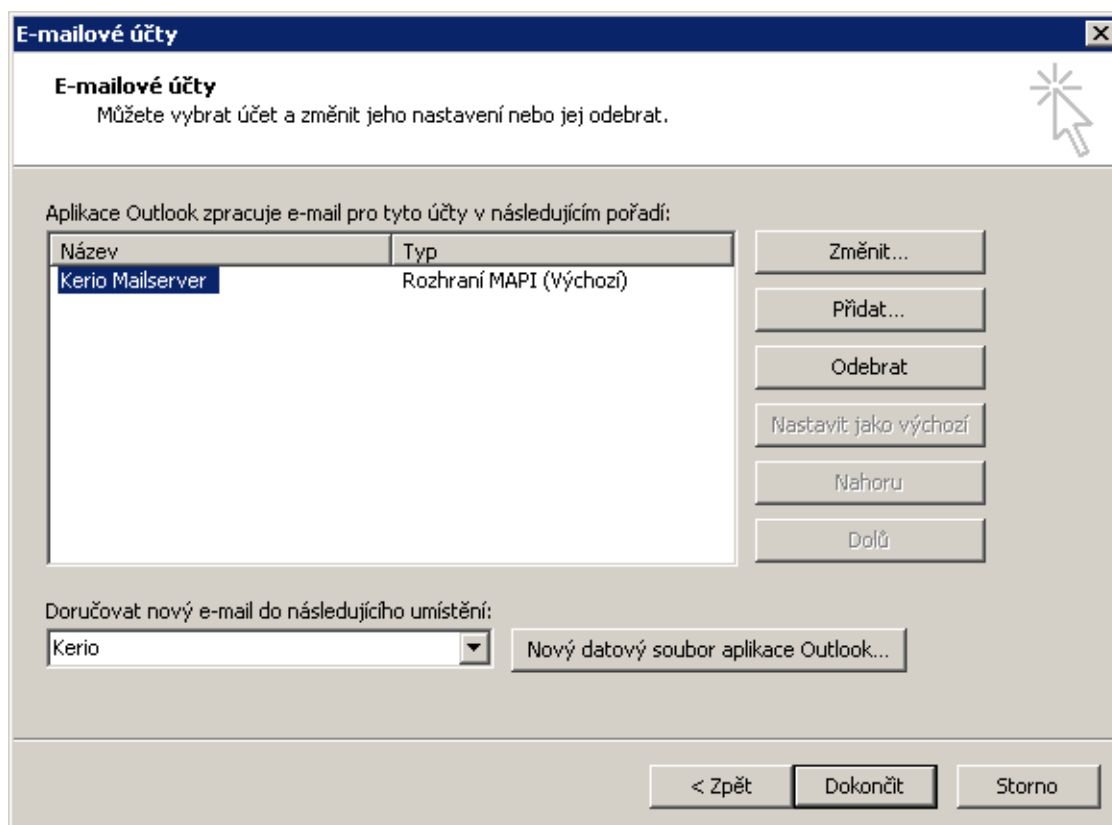 E-mailové účty
E-mailové účty
Můžete vybrat účet a změnit jeho nastavení nebo jej odebrat.
Aplikace Outlook zpracuje e-mail pro tyto účty v následujícím pořadí:
Název Typ
Kerio Mailserver Rozhraní MAPI (Výchozí)
Změnit...
Přidat...
Odebrat
Nastavit jako výchozí
Nahoru
Dolů
Doručovat nový e-mail do následujícího umístění:
Kerio
Nový datový soubor aplikace Outlook...
< Zpět Dokončit Storno